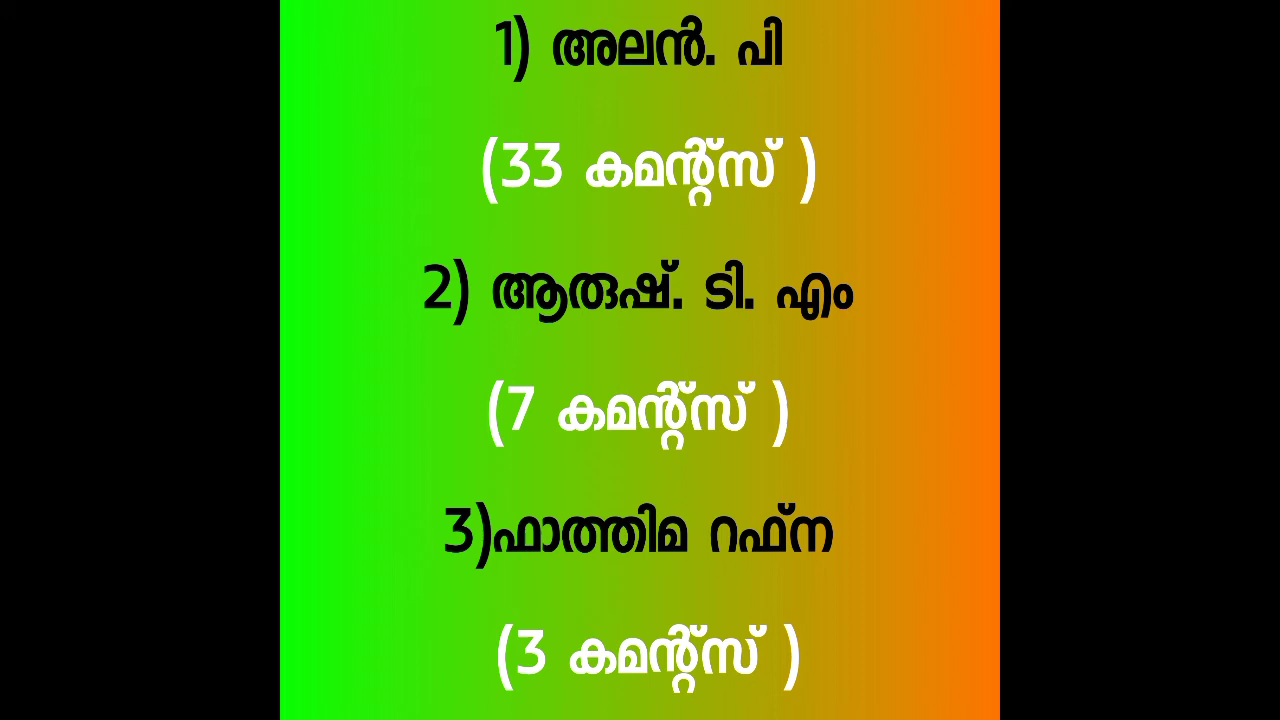 1) അലൻ. പി
(33 കമന്റ്സ് )
2) ആരുഷ്. ടി. എം
(7 കമന്റ്സ് )
3)ഫാത്തിമ റഫ്ന
(3 കമന്റ്സ് )